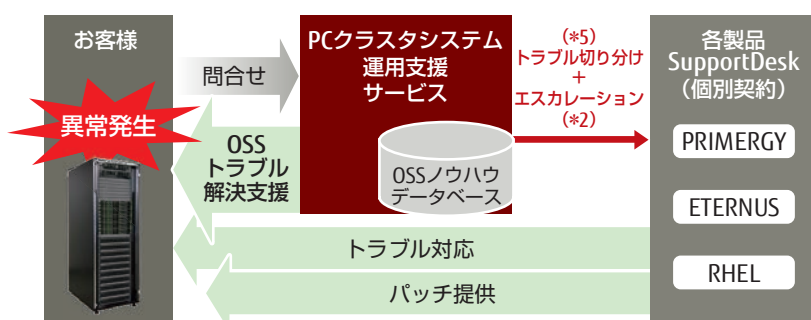 お客様
異常発生
問合せ
OSS
トラブル
解決支援
PCクラスタシステム
運用支援
サービス
OSSノウハウ
データベース
(*5)
トラブル切り分け
+
エスカレーション
(*2)
各製品
SupportDesk
(個別契約)
PRIMERGY
ETERNUS
RHEL
トラブル対応
パッチ提供